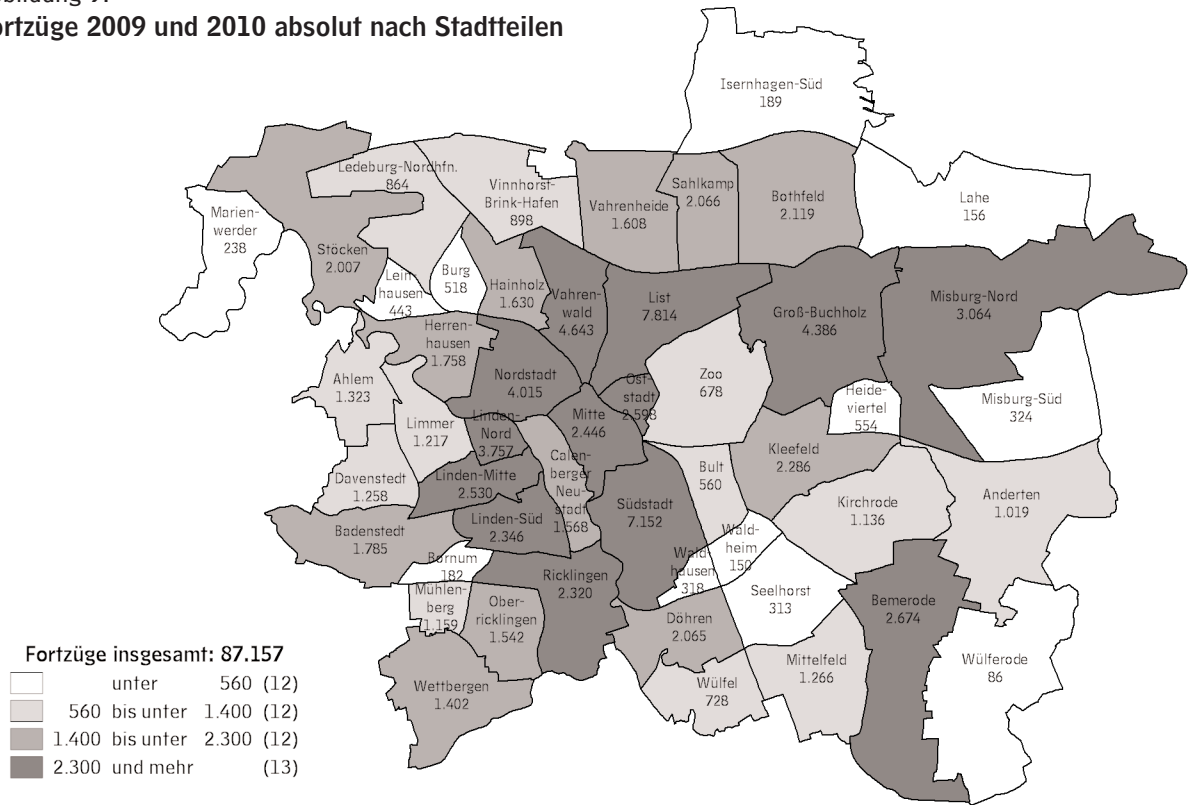 bbildung 9:
ortzüge 2009 und 2010 absolut nach Stadtteilen
Isernhagen-Süd
189
Ledeburg-Nordhfn.
864
Vinnhorst-
Brink-Hafen
898
Vahrenheide
1.608
Sahlkamp
2.066
Bothfeld
2.119
Lahe
156
Marien-
werder
238
Stöcken
2.007
Lein-
hausen
443
Burg
518
Hainholz
1.630
Vahren-
wald
4.643
List
7.814
Groß-Buchholz
4.386
Misburg-Nord
3.064
Herren-
hausen
1.758
Nordstadt
4.015
Ost-
stadt
2.598
Zoo
678
Heide-
viertel
554
Misburg-Süd
324
Ahlem
1.323
Limmer
1.217
Linden-
Nord
3.757
Mitte
2.446
Calen-
berger
Neu-
stadt
1.568
Bult
560
Kleefeld
2.286
Davenstedt
1.258
Linden-Mitte
2.530
Südstadt
7.152
Kirchrode
1.136
Anderten
1.019
Badenstedt
1.785
Linden-Süd
2.346
Wald-
heim
150
Wald-
hausen
318
Bornum
182
Ricklingen
2.320
Seelhorst
313
Bemerode
2.674
Mühlen-
berg
1.159
Ober-
ricklingen
1.542
Döhren
2.065
Mittelfeld
1.266
Wülferode
86
Wettbergen
1.402
Wülfel
728
Fortzüge insgesamt: 87.157
unter 560 (12)
560 bis unter 1.400 (12)
1.400 bis unter 2.300 (12)
2.300 und mehr (13)